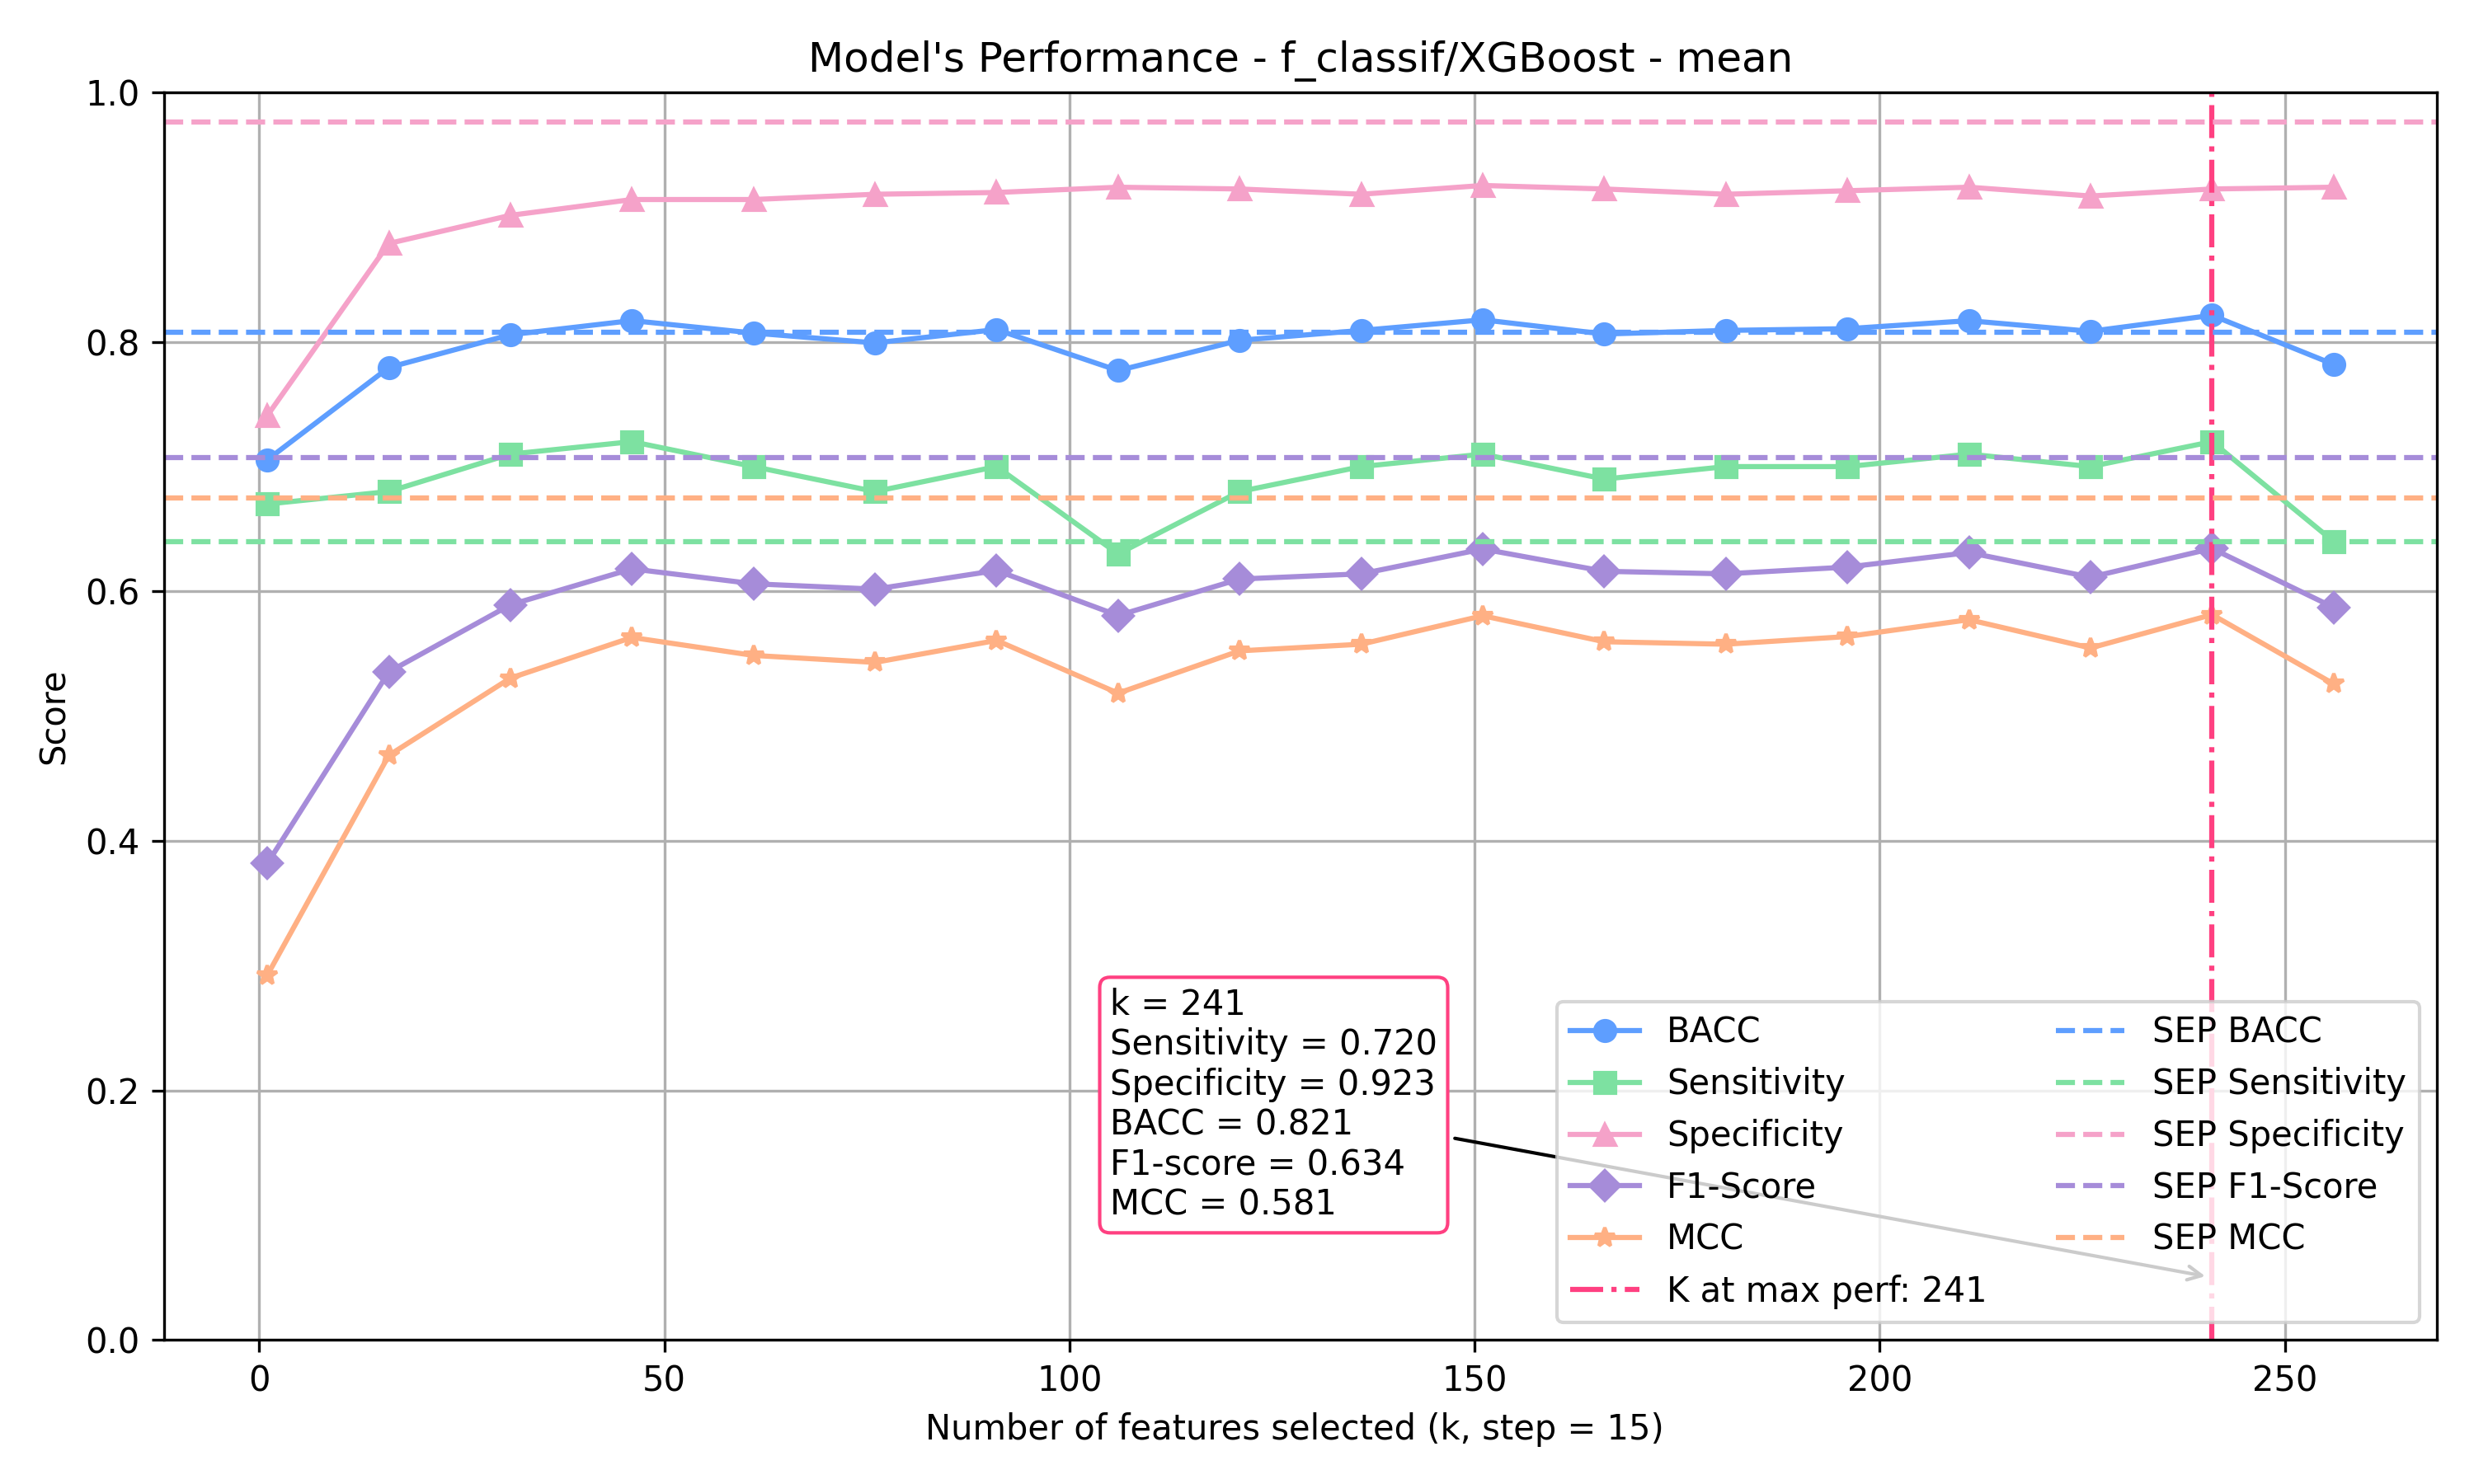 Model's Performance - f_classif/XGBoost - mean
1.0
0.8
0.6
0.4
0.2
0.0
Score
k = 241
Sensitivity = 0.720
Specificity = 0.923
BACC = 0.821
F1-score = 0.634
MCC = 0.581
BACC
Sensitivity
Specificity
F1-Score
MCC
K at max perf: 241
SEP BACC
SEP Sensitivity
SEP Specificity
SEP F1-Score
SEP MCC
0 50 100 150 200 250
Number of features selected (k, step = 15)